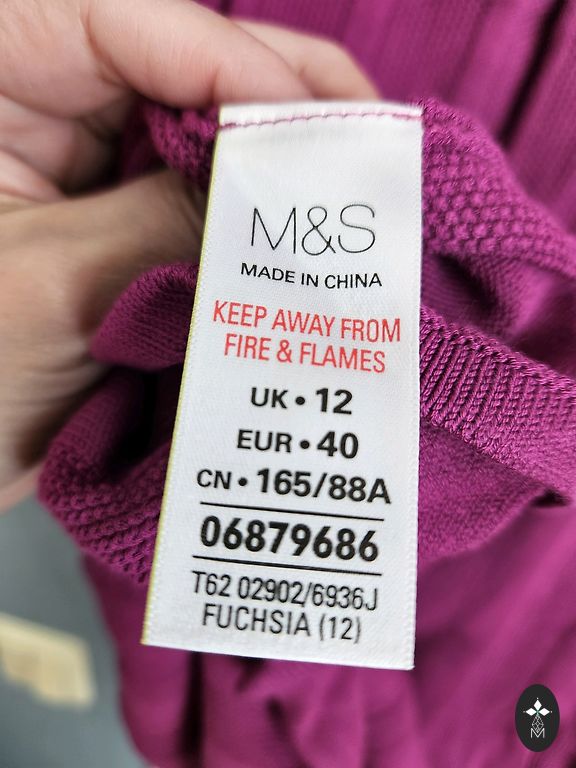 M&S
MADE IN CHINA
KEEP AWAY FROM
FIRE & FLAMES
UK • 12
EUR • 40
CN • 165/88A
06879686
T62 02902/6936J
FUCHSIA (12)
M